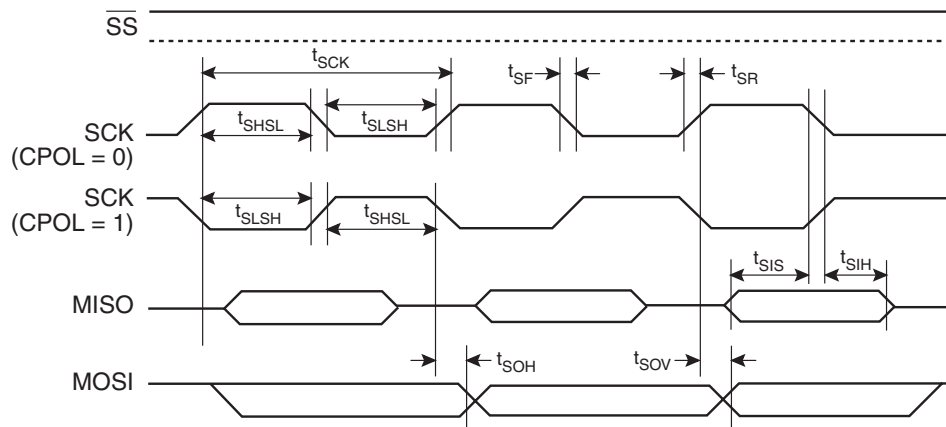 SS
tSCK
tSF
tSR
tSHSL
tSLSH
SCK
(CPOL = 0)
SCK
(CPOL = 1)
tSLSH
tSHSL
tSIS
tSIH
MISO
tSOH
tSOV
MOSI